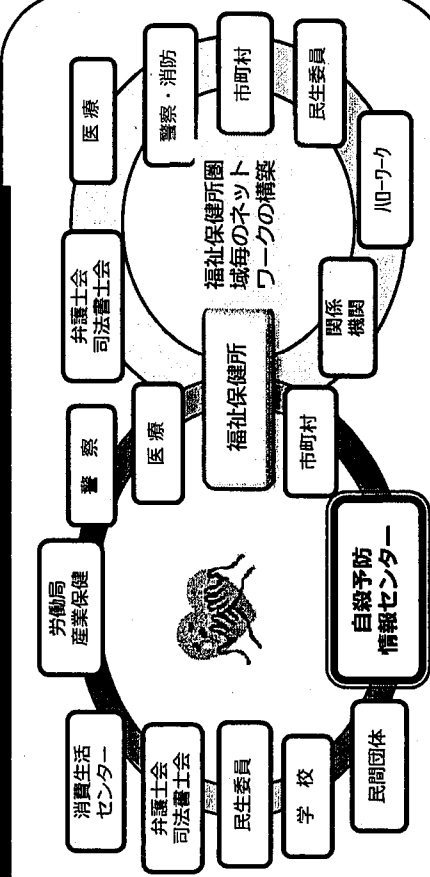 消費生活
センター
弁護士会
司法書士会
民生委員
学 校
民間団体
労働局
産業保健
警 察
医 療
福祉保健所
市町村
自殺予防
情報センター
弁護士会
司法書士会
医 療
警察・消防
市町村
民生委員
ハローワーク
関係
機関
福祉保健所圏
域毎のネット
ワークの構築